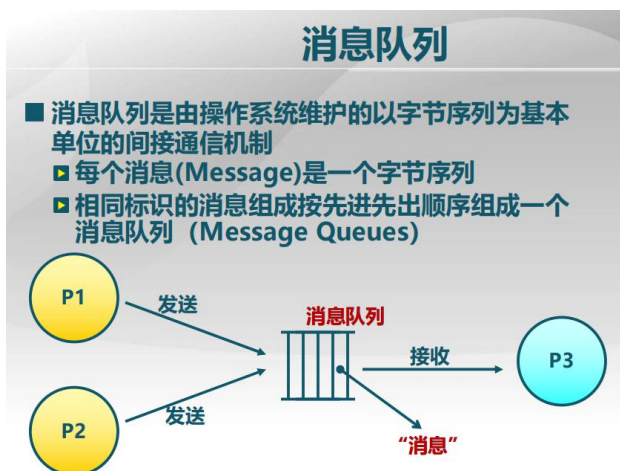 消息队列
消息队列是由操作系统维护的以字节序列为基本
单位的间接通信机制
每个消息(Message)是一个字节序列
相同标识的消息组成按先进先出顺序组成一个
消息队列（Message Queues)
P1
发送
消息队列
接收
P3
发送
P2
“消息”